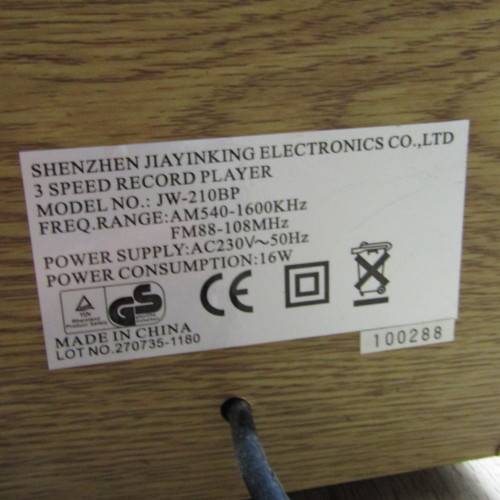 SHENZHEN JIAYINKING ELECTRONICS CO.,LTD
3 SPEED RECORD PLAYER
MODEL NO.: JW-210BP
FREQ.RANGE:AM540-1600KHz
FM88-108MHz
POWER SUPPLY:AC230V~50Hz
POWER CONSUMPTION:16W
TÜV
GS
CE
MADE IN CHINA
LOT NO.270735-1180
100288